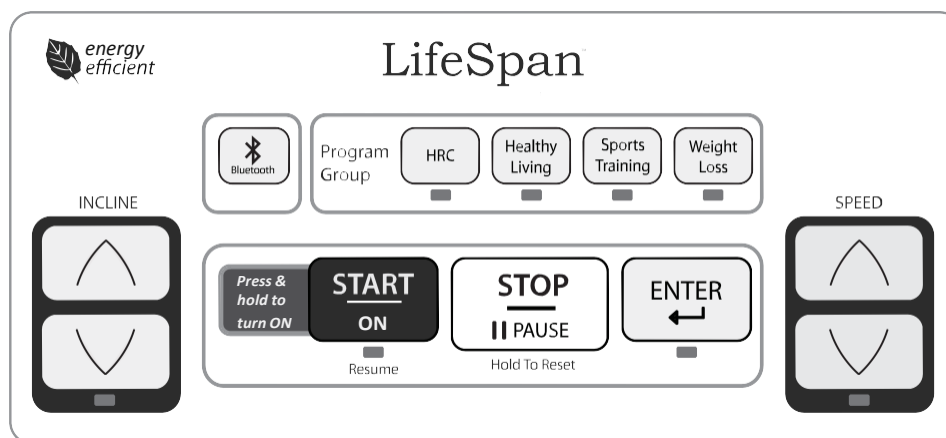 energy
efficient
LifeSpan
Bluetooth
Program
Group
HRC
Healthy
Living
Sports
Training
Weight
Loss
INCLINE
SPEED
Press &
hold to
turn ON
START
ON
Resume
STOP
PAUSE
Hold To Reset
ENTER